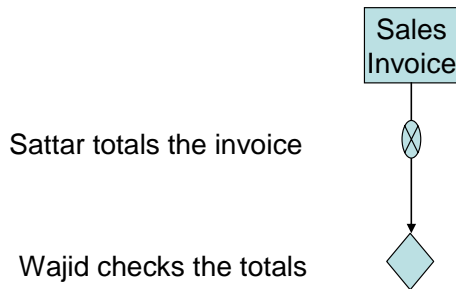 Sales
Invoice
Sattar totals the invoice
Wajid checks the totals